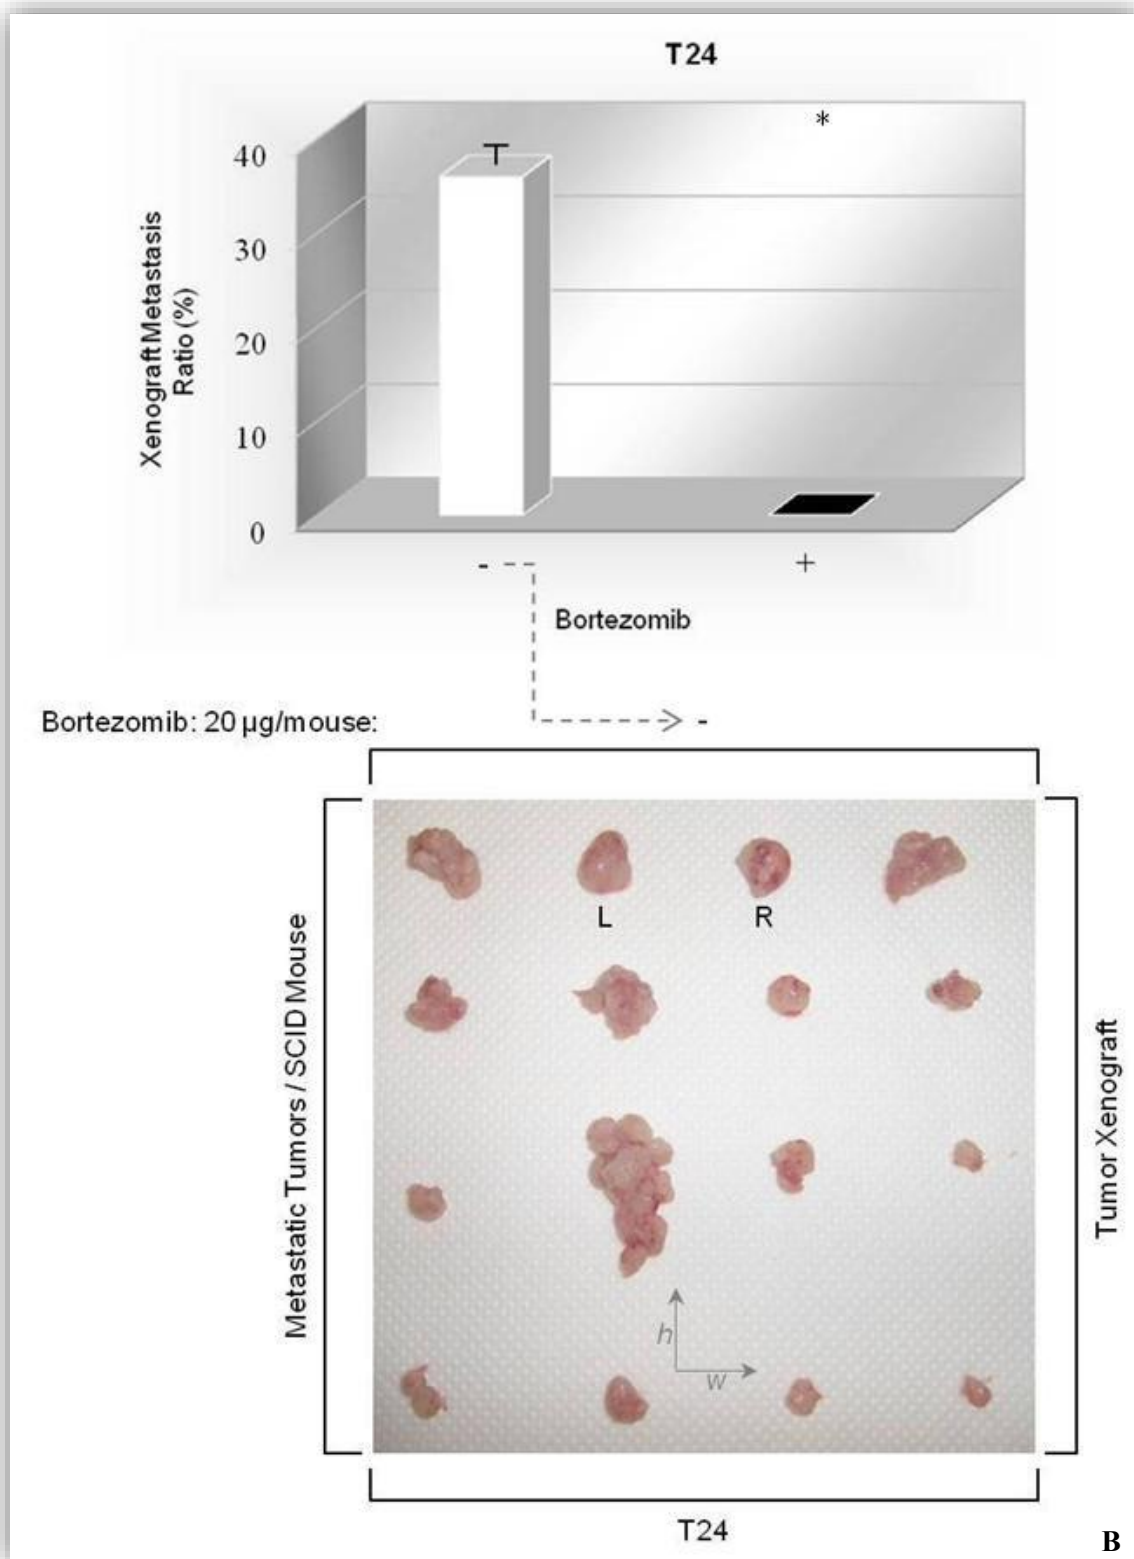 T24
*
40
30
20
10
0
Xenograft Metastasis
Ratio (%)
- +
Bortezomib
Bortezomib: 20 µg/mouse: -
L R
Metastatic Tumors / SCID Mouse
Tumor Xenograft
h
w
T24
B